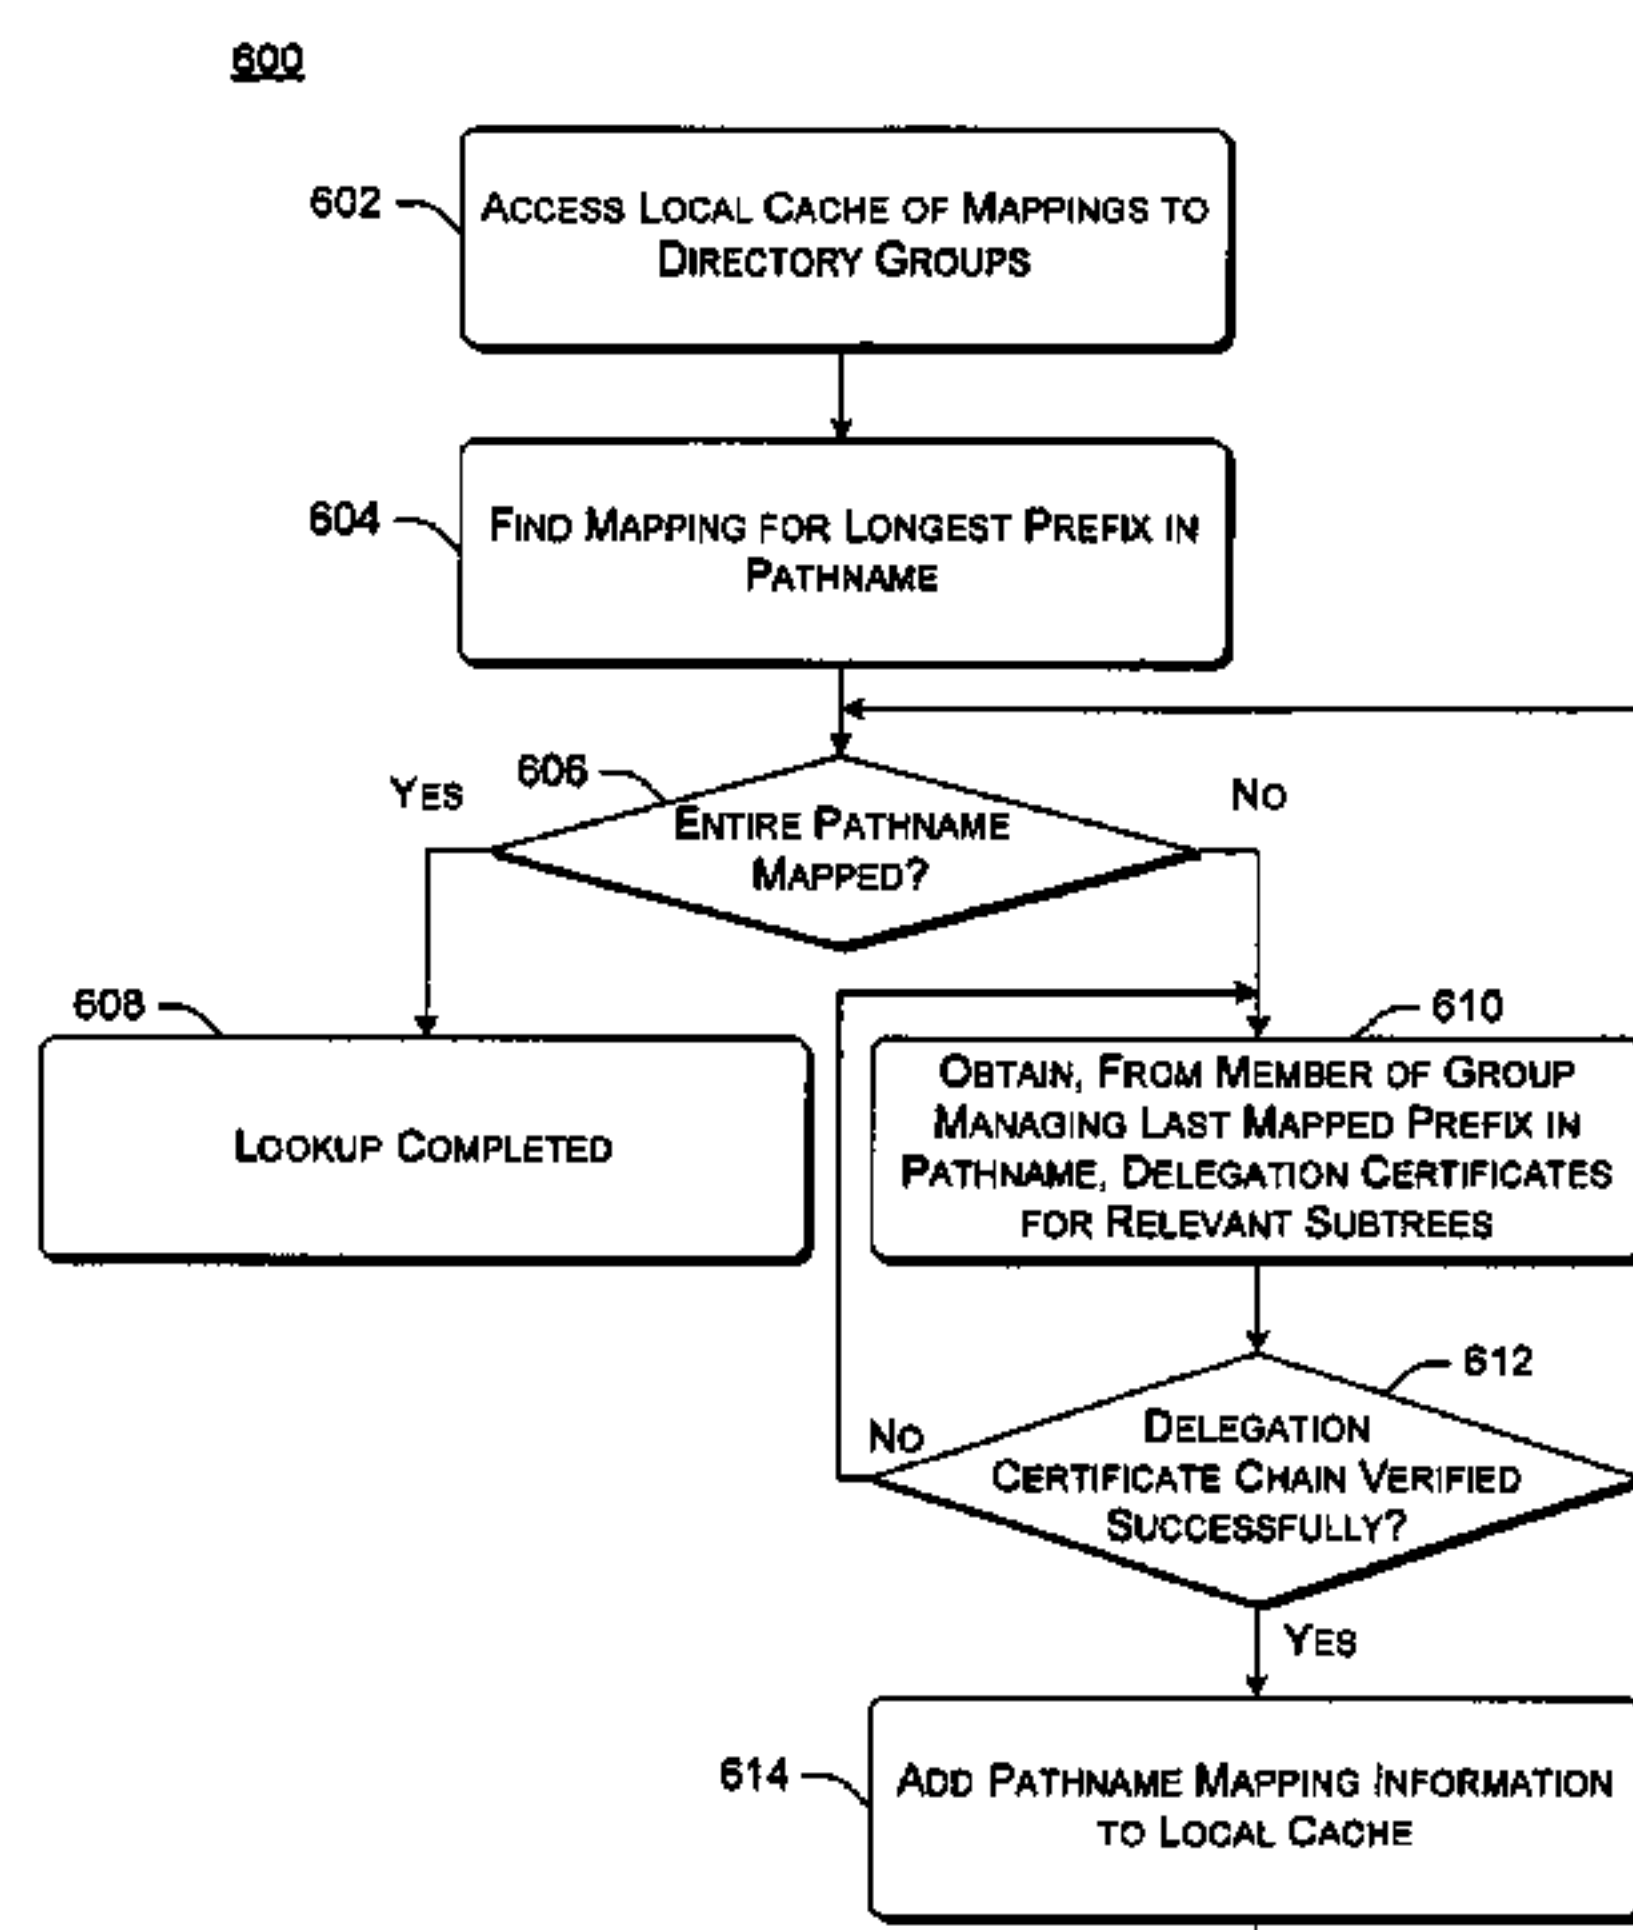 600
602
ACCESS LOCAL CACHE OF MAPPINGS TO
DIRECTORY GROUPS
604
FIND MAPPING FOR LONGEST PREFIX IN
PATHNAME
606
YES
NO
ENTIRE PATHNAME
MAPPED?
608
LOOKUP COMPLETED
610
OBTAIN, FROM MEMBER OF GROUP
MANAGING LAST MAPPED PREFIX IN
PATHNAME, DELEGATION CERTIFICATES
FOR RELEVANT SUBTREES
612
NO
DELEGATION
CERTIFICATE CHAIN VERIFIED
SUCCESSFULLY?
YES
614
ADD PATHNAME MAPPING INFORMATION
TO LOCAL CACHE